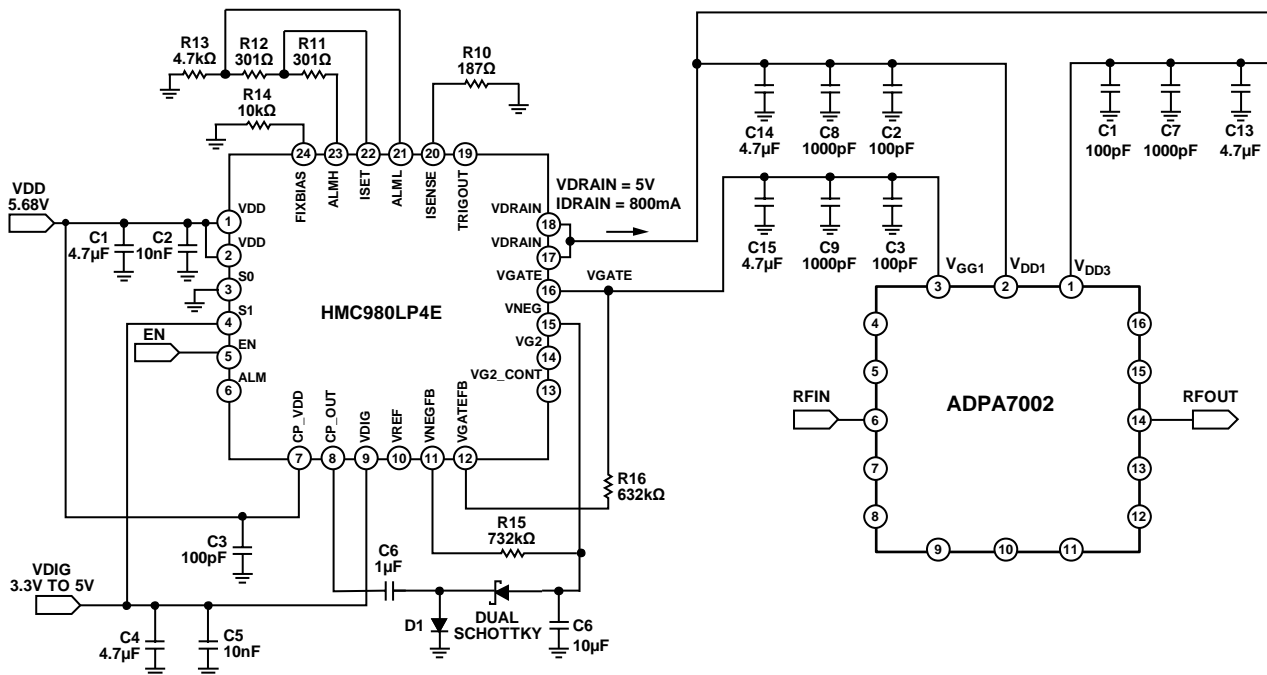 R13
4.7kΩ
R12
301Ω
R11
301Ω
R10
187Ω
R14
10kΩ
C14
4.7µF
C8
1000pF
C2
100pF
C1
100pF
C7
1000pF
C13
4.7µF
24
23
22
21
20
19
FIXBIAS
ALMH
ISET
ALML
ISENSE
TRIGOUT
VDD
5.68V
VDD
1
C1
4.7µF
C2
10nF
VDD
2
S0
3
S1
4
EN
EN
5
ALM
6
HMC980LP4E
VDRAIN = 5V
IDRAIN = 800mA
VDRAIN
18
VDRAIN
17
VGATE
16
VGATE
VNEG
15
VG2
14
VG2_CONT
13
C15
4.7µF
C9
1000pF
C3
100pF
VGG1
VDD1
VDD3
3
2
1
4
5
6
7
8
16
15
14
13
12
9
10
11
ADPA7002
RFIN
RFOUT
CP_VDD
CP_OUT
VDIG
VREF
VNEGFB
VGATEFB
7
8
9
10
11
12
R16
632kΩ
R15
732kΩ
C3
100pF
C6
1µF
VDIG
3.3V TO 5V
C4
4.7µF
C5
10nF
D1
DUAL
SCHOTTKY
C6
10µF